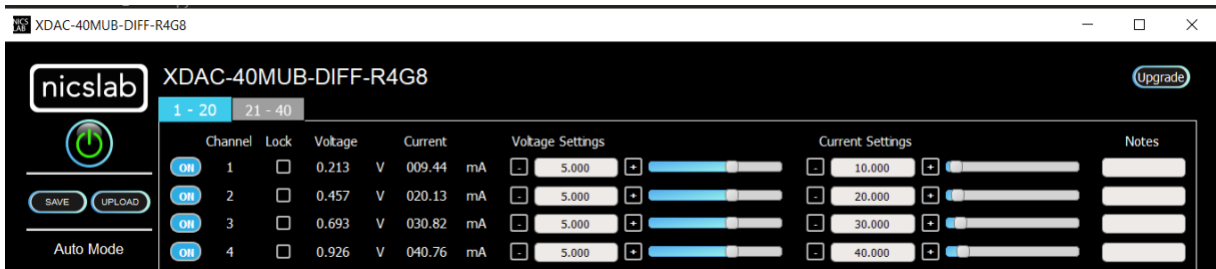 NICS LAB XDAC-40MUB-DIFF-R4G8
nicslab XDAC-40MUB-DIFF-R4G8 Upgrade
1 - 20 21 - 40
Channel Lock Voltage Current Voltage Settings Current Settings Notes
ON 1 0.213 V 009.44 mA - 5.000 + - 10.000 +
SAVE UPLOAD ON 2 0.457 V 020.13 mA - 5.000 + - 20.000 +
ON 3 0.693 V 030.82 mA - 5.000 + - 30.000 +
Auto Mode ON 4 0.926 V 040.76 mA - 5.000 + - 40.000 +